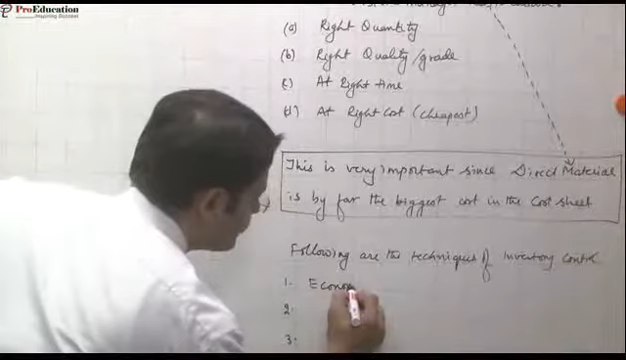 ProEducation
Inspiring Success
(a) Right Quantity
(b) Right Quality/grade
(c) At Right time
(d) At Right Cost (cheapest)
This is very important since Direct Material
is by far the biggest cost in the Cost sheet
Following are the techniques of Inventory Control
1. Econo
2.
3.